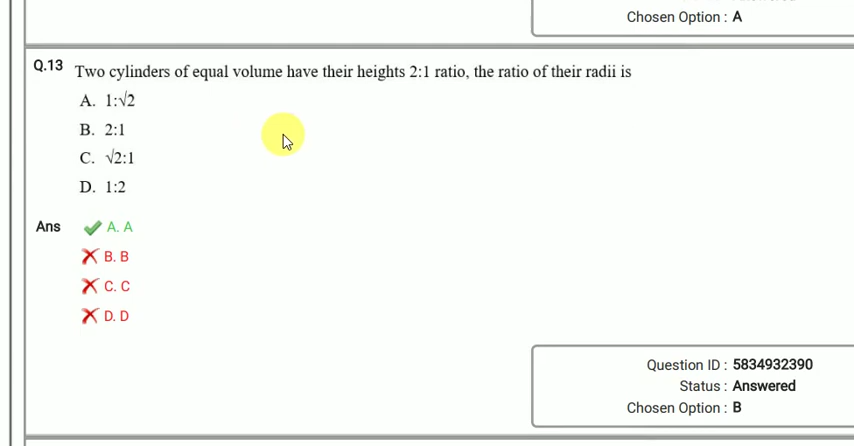 Chosen Option : A
Q.13 Two cylinders of equal volume have their heights 2:1 ratio, the ratio of their radii is
A. 1:√2
B. 2:1
C. √2:1
D. 1:2
Ans A. A
B. B
C. C
D. D
Question ID : 5834932390
Status : Answered
Chosen Option : B